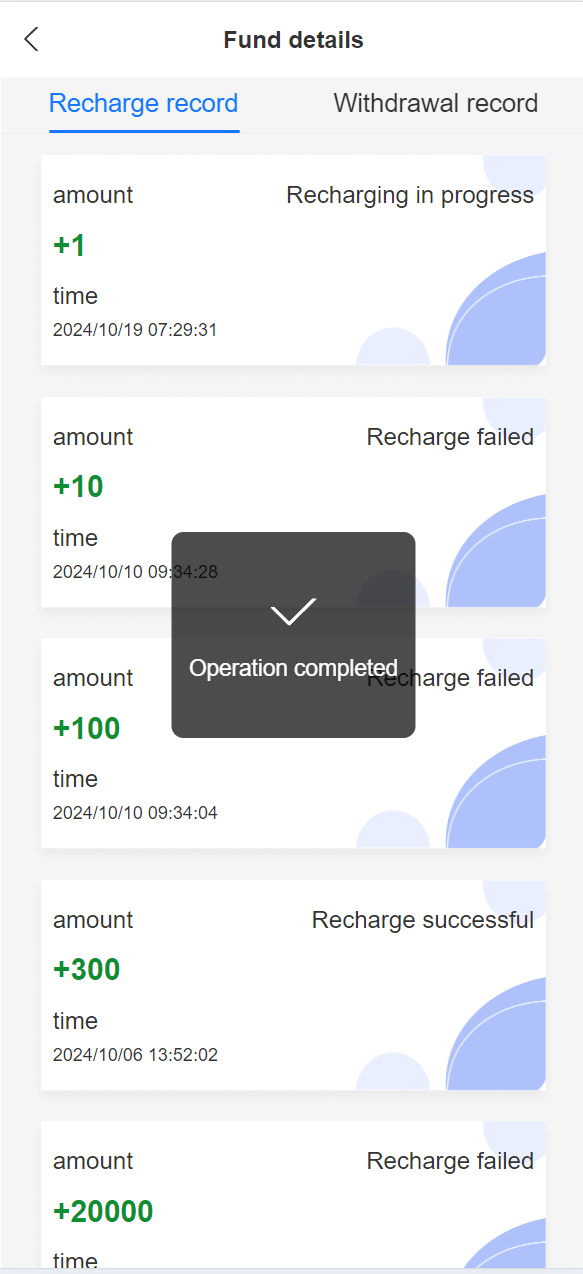 Fund details
Recharge record Withdrawal record
amount Recharging in progress
+1
time
2024/10/19 07:29:31
amount Recharge failed
+10
time
2024/10/10 09:34:28
Operation completed
amount Recharge failed
+100
time
2024/10/10 09:34:04
amount Recharge successful
+300
time
2024/10/06 13:52:02
amount Recharge failed
+20000
time